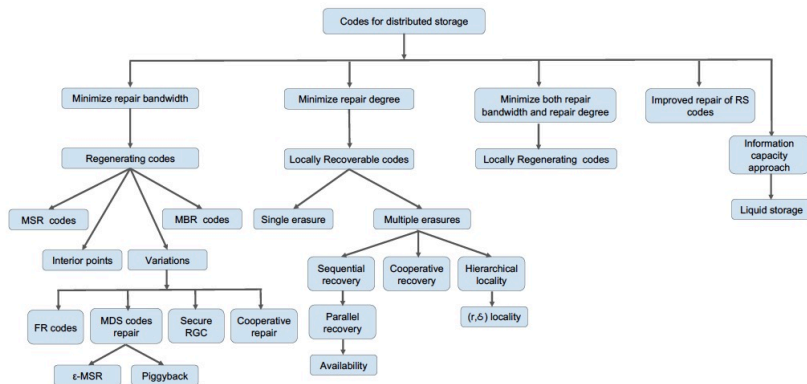 Codes for distributed storage
Minimize repair bandwidth
Minimize repair degree
Minimize both repair
bandwidth and repair degree
Improved repair of RS
codes
Regenerating codes
Locally Recoverable codes
Locally Regenerating codes
Information
capacity
approach
MSR codes
MBR codes
Single erasure
Multiple erasures
Liquid storage
Interior points
Variations
Sequential
recovery
Cooperative
recovery
Hierarchical
locality
FR codes
MDS codes
repair
Secure
RGC
Cooperative
repair
Parallel
recovery
(r,δ) locality
Availability
ε-MSR
Piggyback